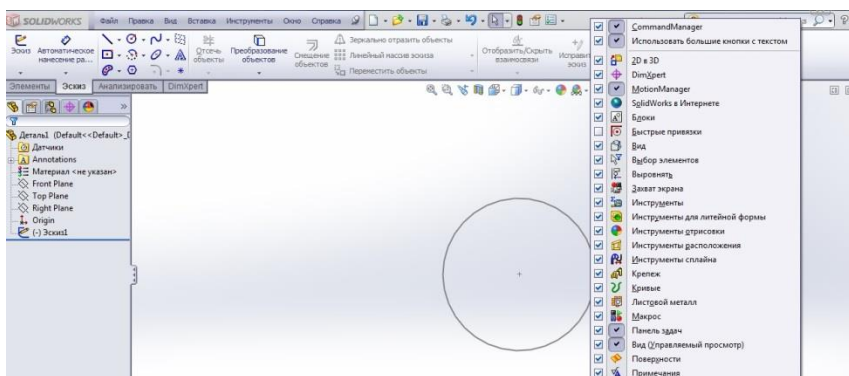 SOLIDWORKS Файл Правка Вид Вставка Инструменты Окно Справка
Эскиз
Автоматическое нанесение ра...
Отсечь объекты
Преобразование объектов
Смещение объектов
Зеркально отразить объекты
Линейный массив эскиза
Переместить объекты
Отобразить/Скрыть взаимосвязи
Исправит эскиз
Элементы Эскиз Анализировать DimXpert
Деталь1 (Default<<Default>_
Датчики
Annotations
Материал <не указан>
Front Plane
Top Plane
Right Plane
Origin
(-) Эскиз1
CommandManager
Использовать большие кнопки с текстом
2D в 3D
DimXpert
MotionManager
SolidWorks в Интернете
Блоки
Быстрые привязки
Вид
Выбор элементов
Выровнять
Захват экрана
Инструменты
Инструменты для литейной формы
Инструменты отрисовки
Инструменты расположения
Инструменты сплайна
Крепеж
Кривые
Листовой металл
Макрос
Панель задач
Вид (Управляемый просмотр)
Поверхности
Примечания